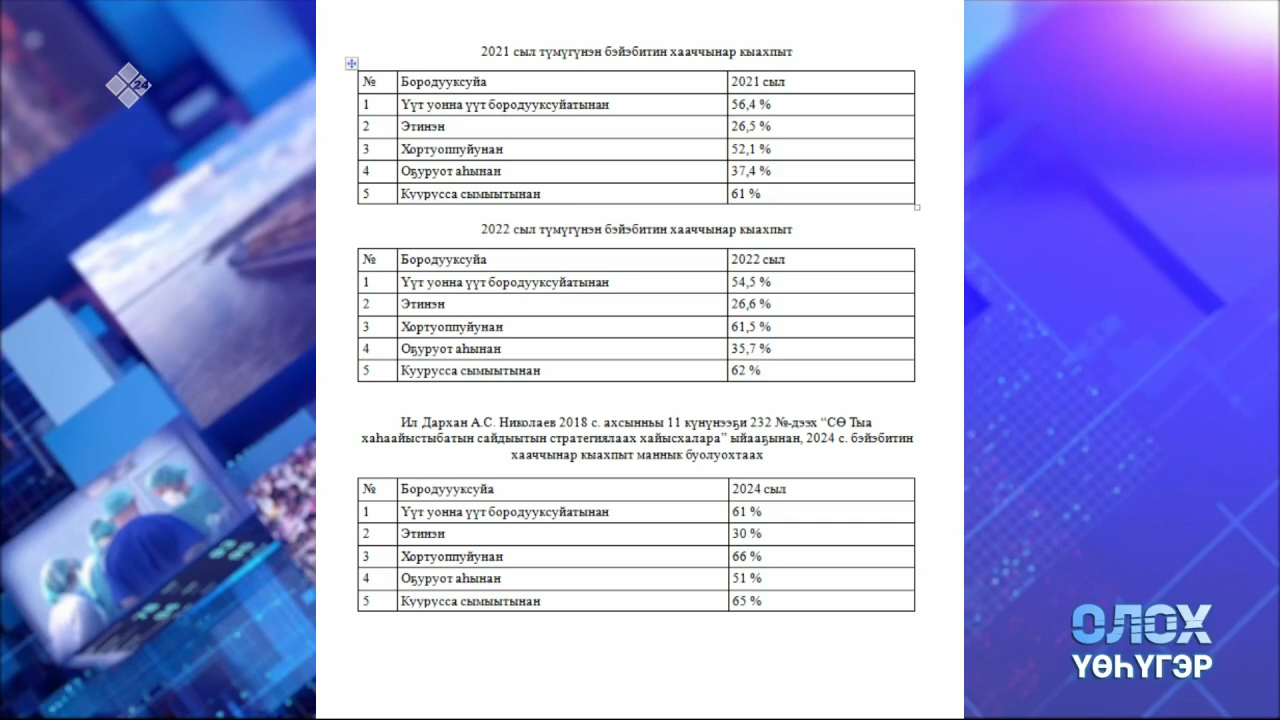 24
2021 сыл түмүгүнэн бэйэбитин хааччынар кыахпыт
№ Бородууксуйа 2021 сыл
1 Үүт уонна үүт бородууксуйатынан 56,4 %
2 Этинэн 26,5 %
3 Хортуоппуйунан 52,1 %
4 Оҕуруот аһынан 37,4 %
5 Куурусса сымыытынан 61 %
2022 сыл түмүгүнэн бэйэбитин хааччынар кыахпыт
№ Бородууксуйа 2022 сыл
1 Үүт уонна үүт бородууксуйатынан 54,5 %
2 Этинэн 26,6 %
3 Хортуоппуйунан 61,5 %
4 Оҕуруот аһынан 35,7 %
5 Куурусса сымыытынан 62 %
Ил Дархан А.С. Николаев 2018 с. ахсынньы 11 күнүнээҕи 232 №-дээх “СӨ Тыа
хаһаайыстыбатын сайдыытын стратегиялаах хайысхалара” ыйааҕынан, 2024 с. бэйэбитин
хааччынар кыахпыт маннык буолуохтаах
№ Бородуууксуйа 2024 сыл
1 Үүт уонна үүт бородууксуйатынан 61 %
2 Этинэн 30 %
3 Хортуоппуйунан 66 %
4 Оҕуруот аһынан 51 %
5 Куурусса сымыытынан 65 %
ОЛОХ
ҮӨҺҮГЭР